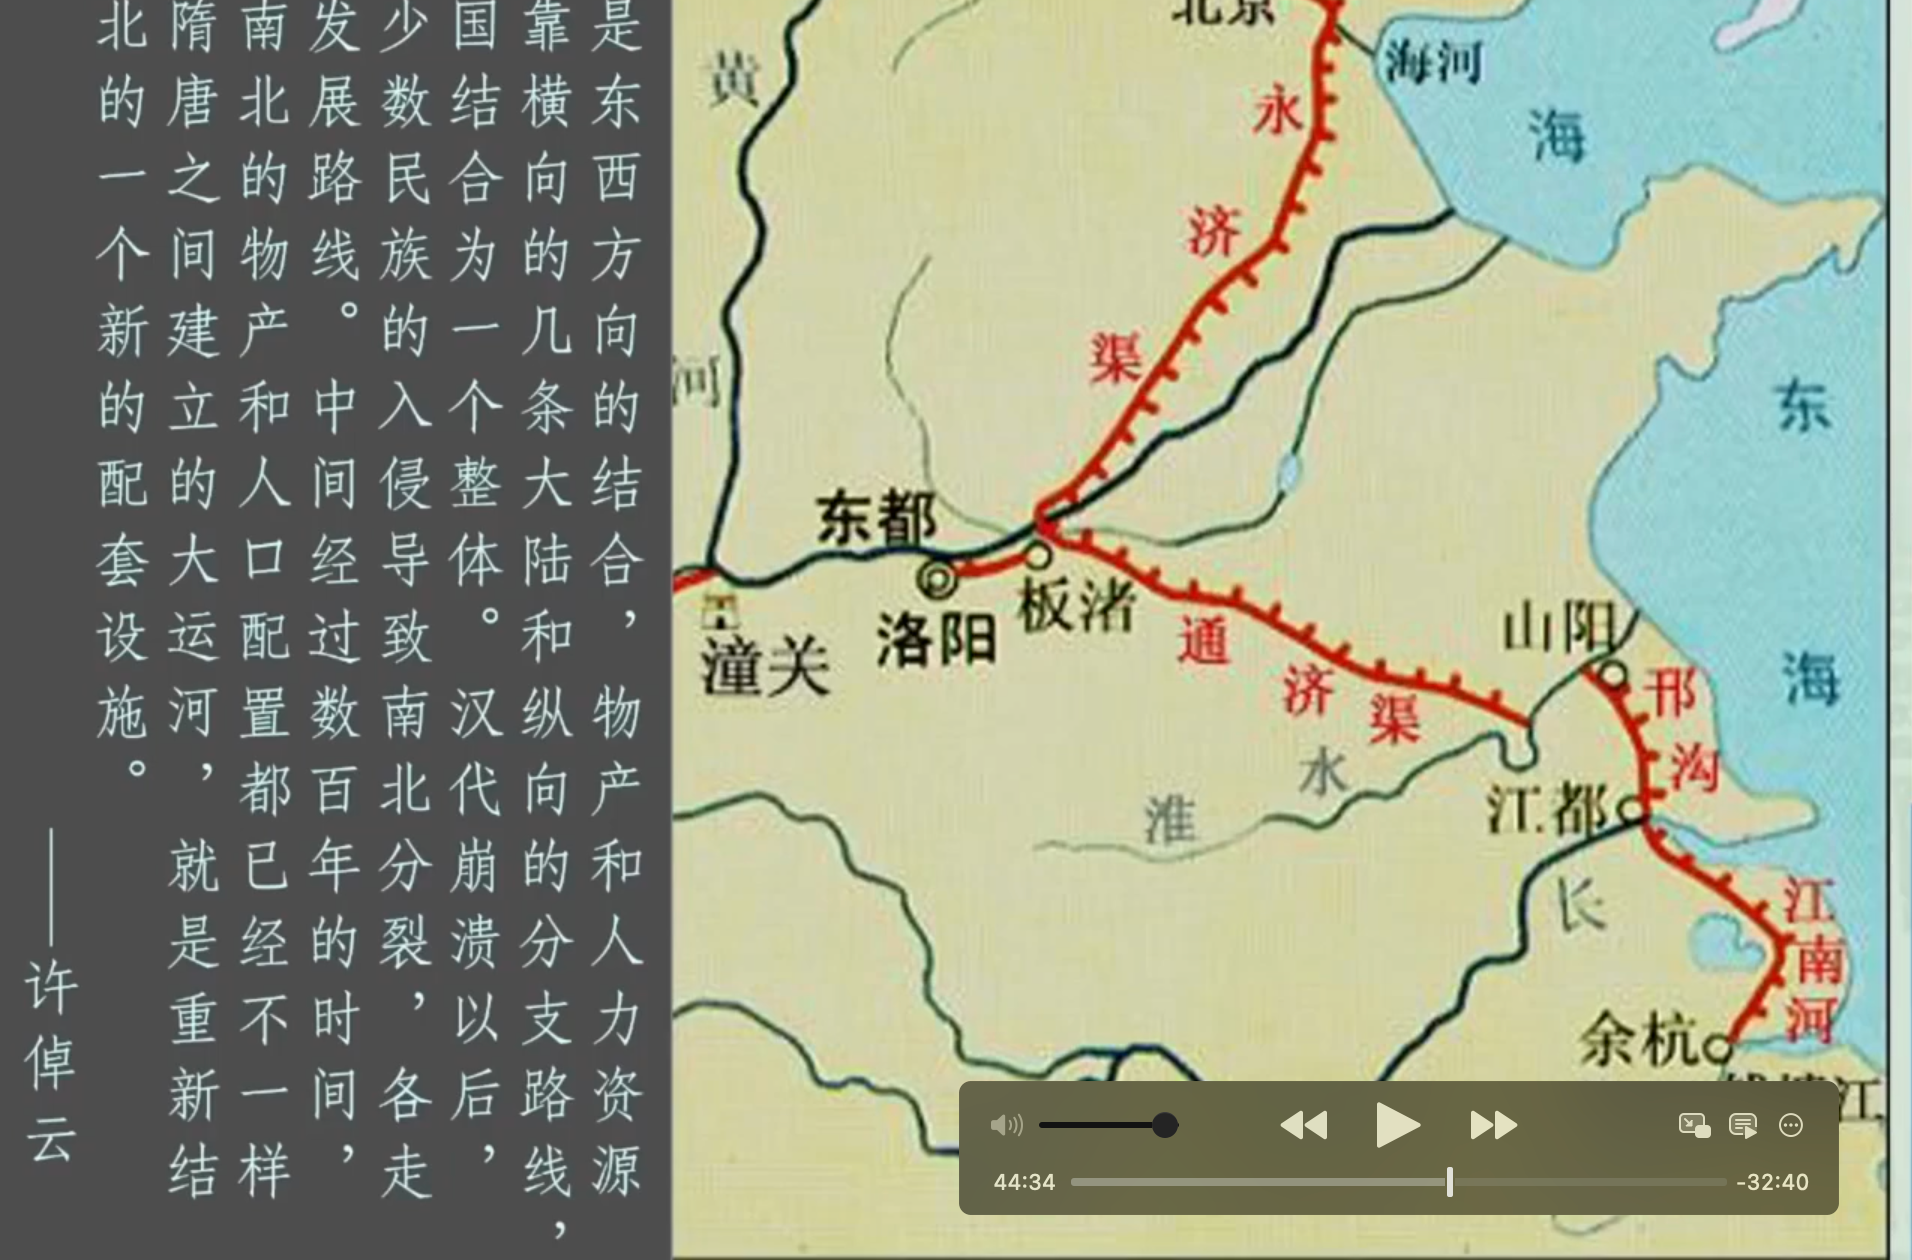 是东西方向的结合，物产和人力资源
靠横向的几条大陆和纵向的分支路线，
国结合为一个整体。汉代崩溃以后，
少数民族的入侵导致南北分裂，各走
发展路线。中间经过数百年的时间，
南北的物产和人口配置都已经不一样
隋唐之间建立的大运河，就是重新结
北的一个新的配套设施。
——许倬云
北京
海河
海
黄河
永济渠
东海
东都
洛阳
板渚
潼关
通济渠
山阳
邗沟
淮水
江都
长
江南河
余杭
江
44:34
-32:40